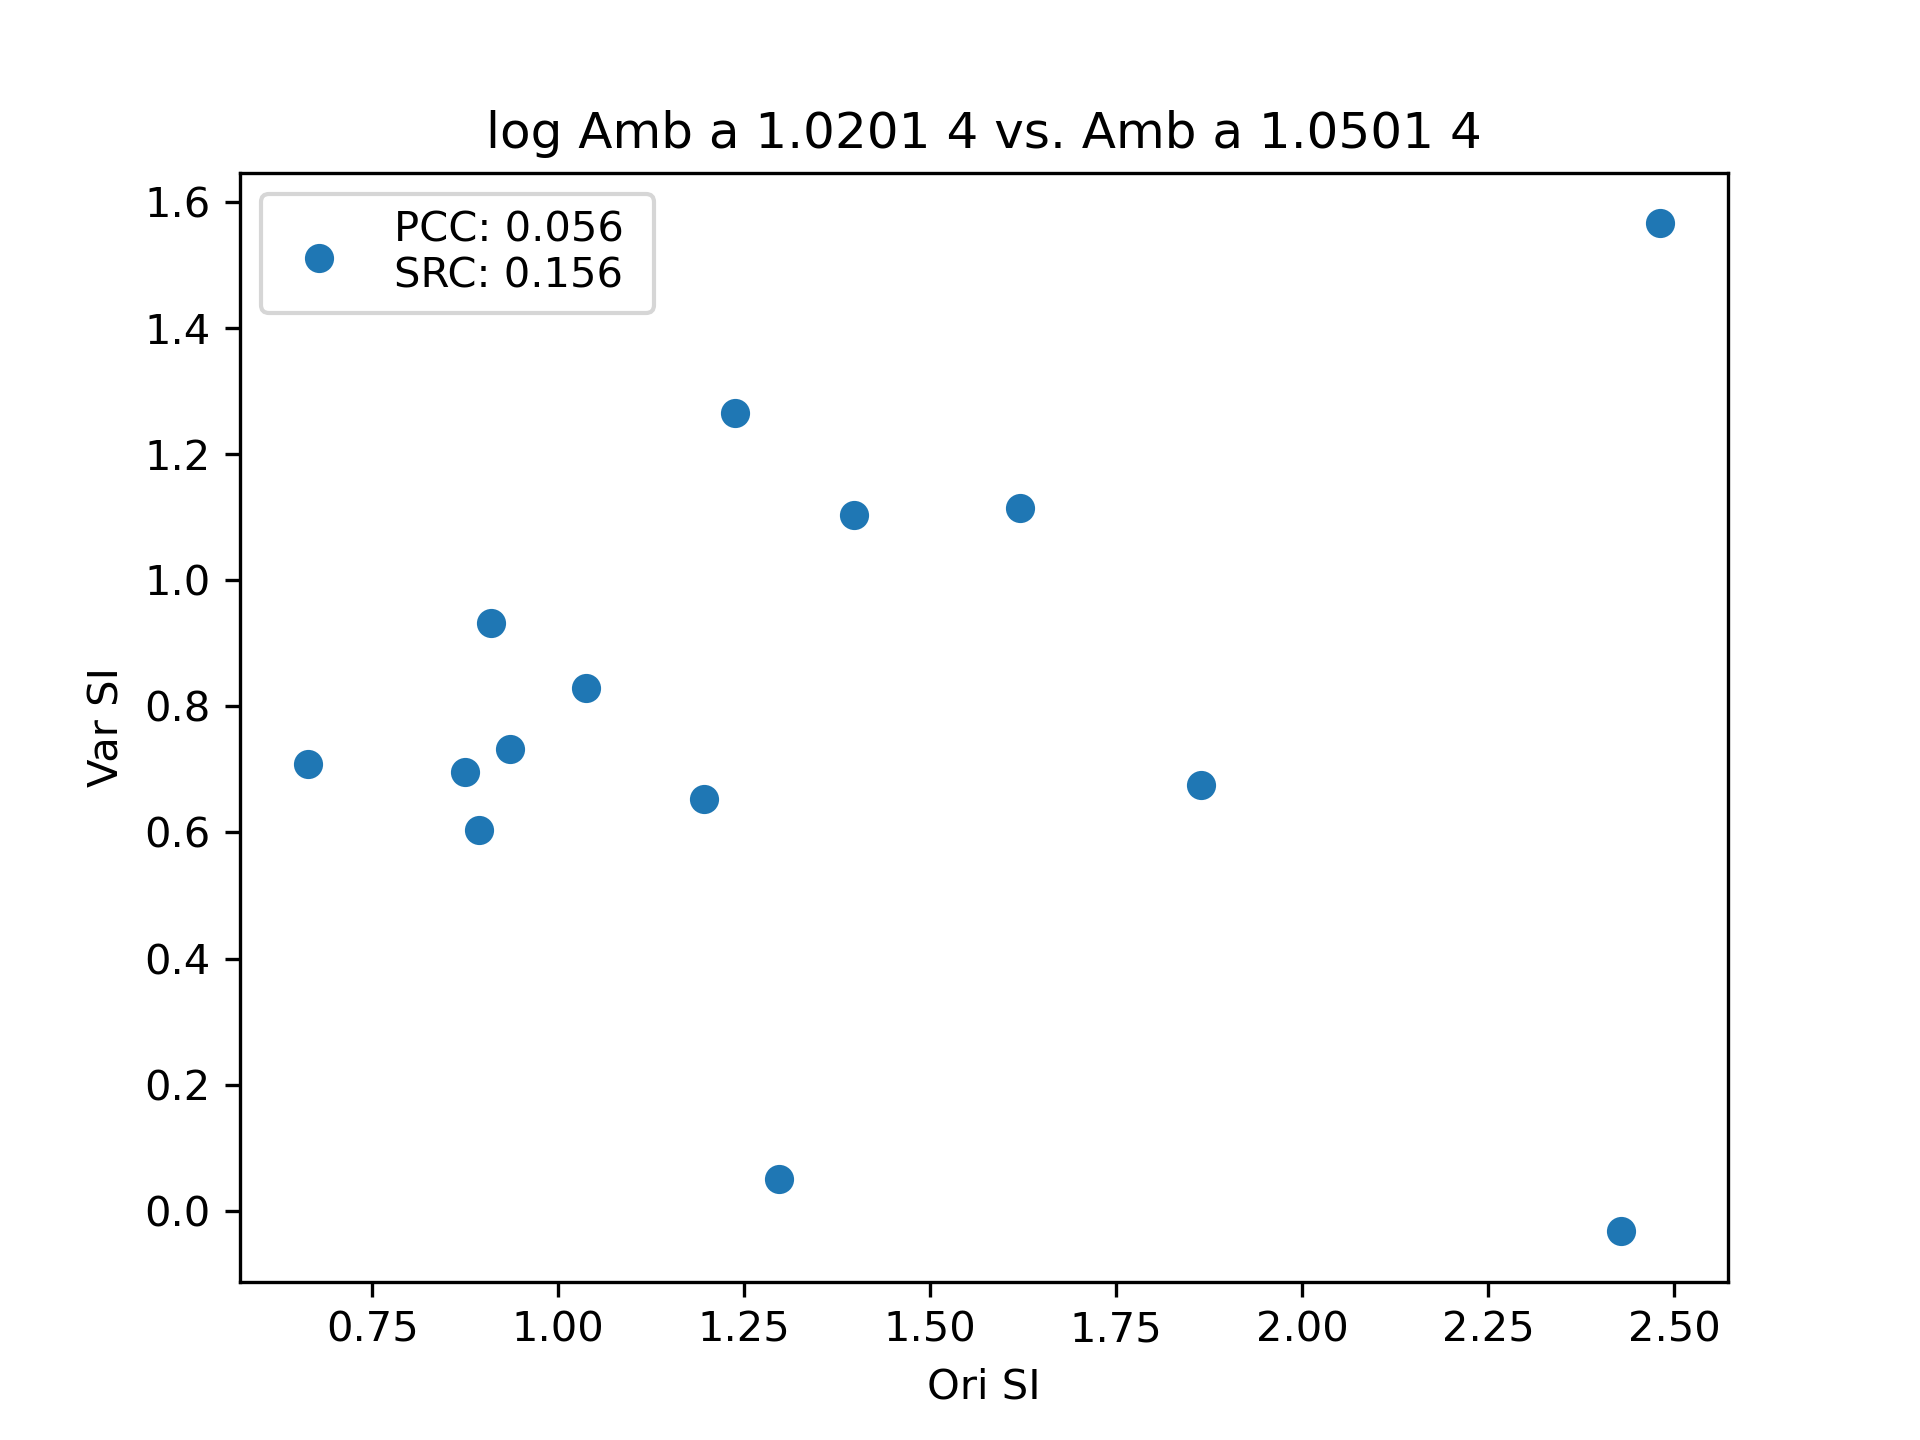 log Amb a 1.0201 4 vs. Amb a 1.0501 4
PCC: 0.056
SRC: 0.156
1.6
1.4
1.2
1.0
0.8
0.6
0.4
0.2
0.0
Var SI
0.75 1.00 1.25 1.50 1.75 2.00 2.25 2.50
Ori SI